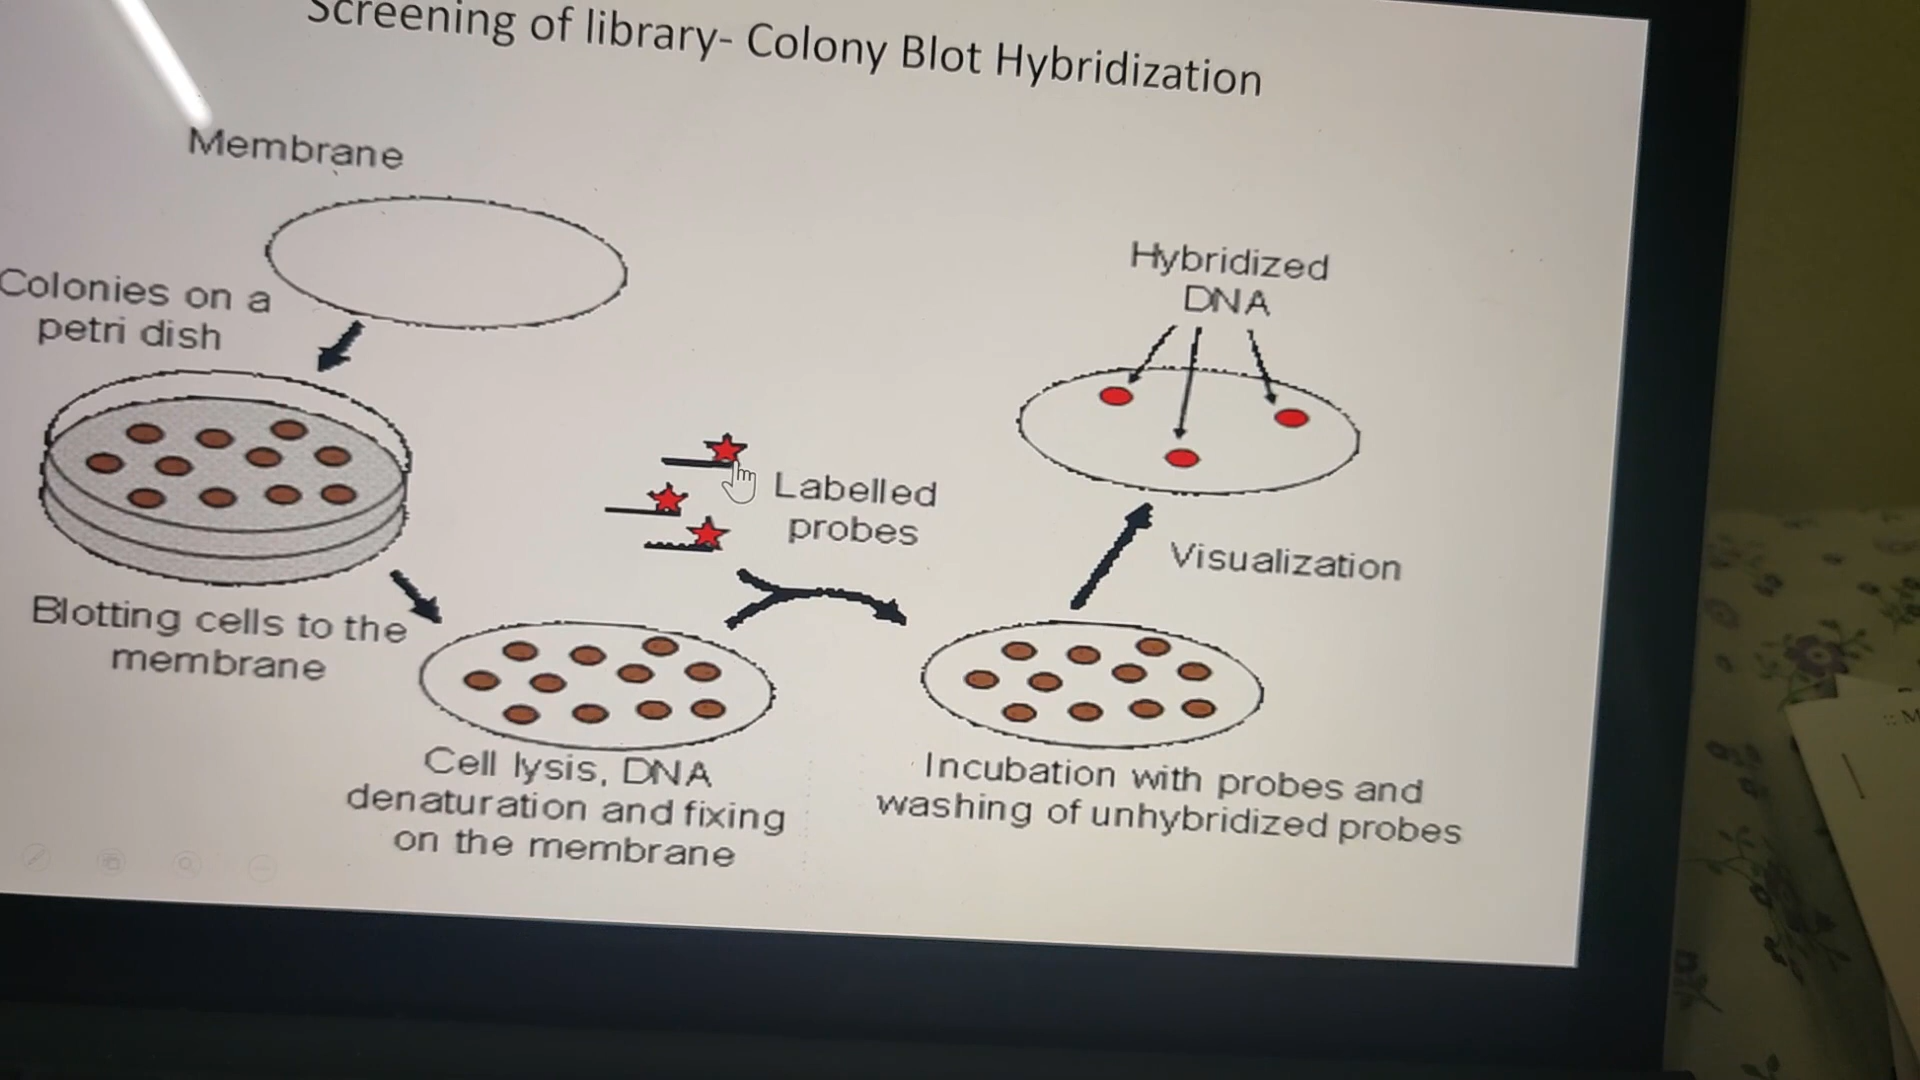 Screening of library- Colony Blot Hybridization
Membrane
Colonies on a
petri dish
Hybridized
DNA
Labelled
probes
Visualization
Blotting cells to the
membrane
Cell lysis, DNA
denaturation and fixing
on the membrane
Incubation with probes and
washing of unhybridized probes
:: M